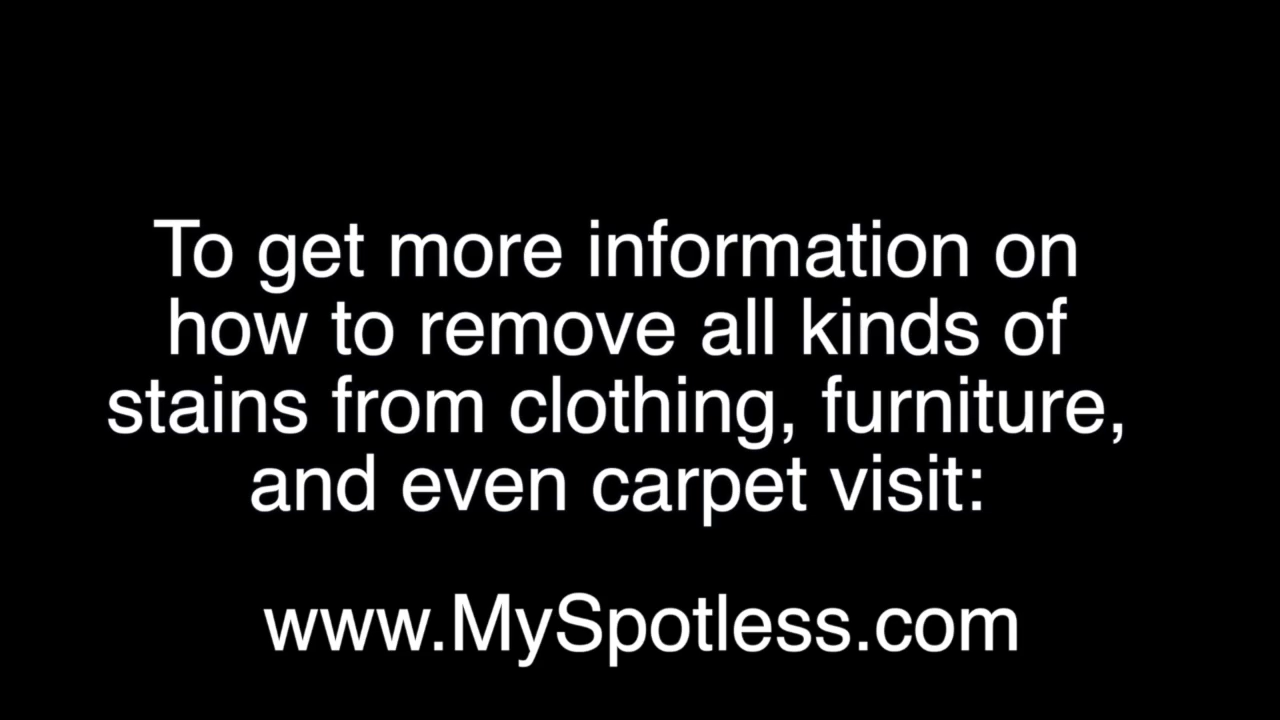 To get more information on
how to remove all kinds of
stains from clothing, furniture,
and even carpet visit:
www.MySpotless.com